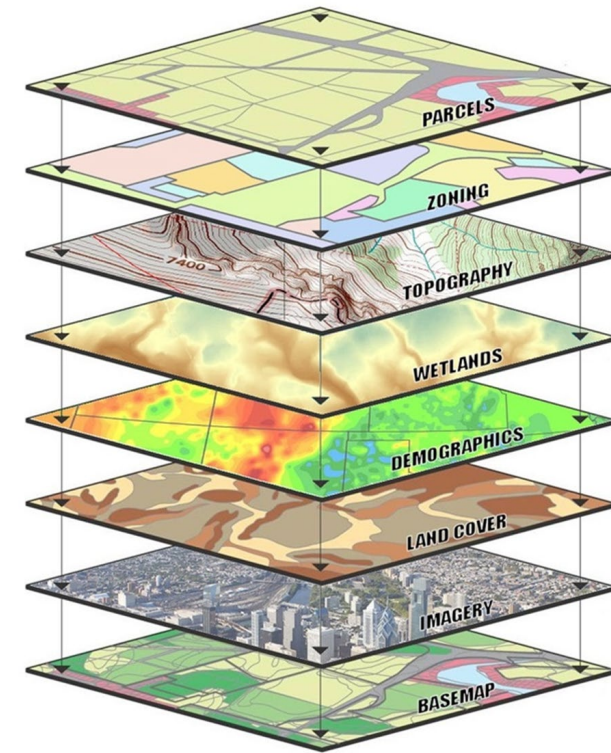 PARCELS
ZONING
7400
TOPOGRAPHY
WETLANDS
DEMOGRAPHICS
LAND COVER
IMAGERY
BASEMAP